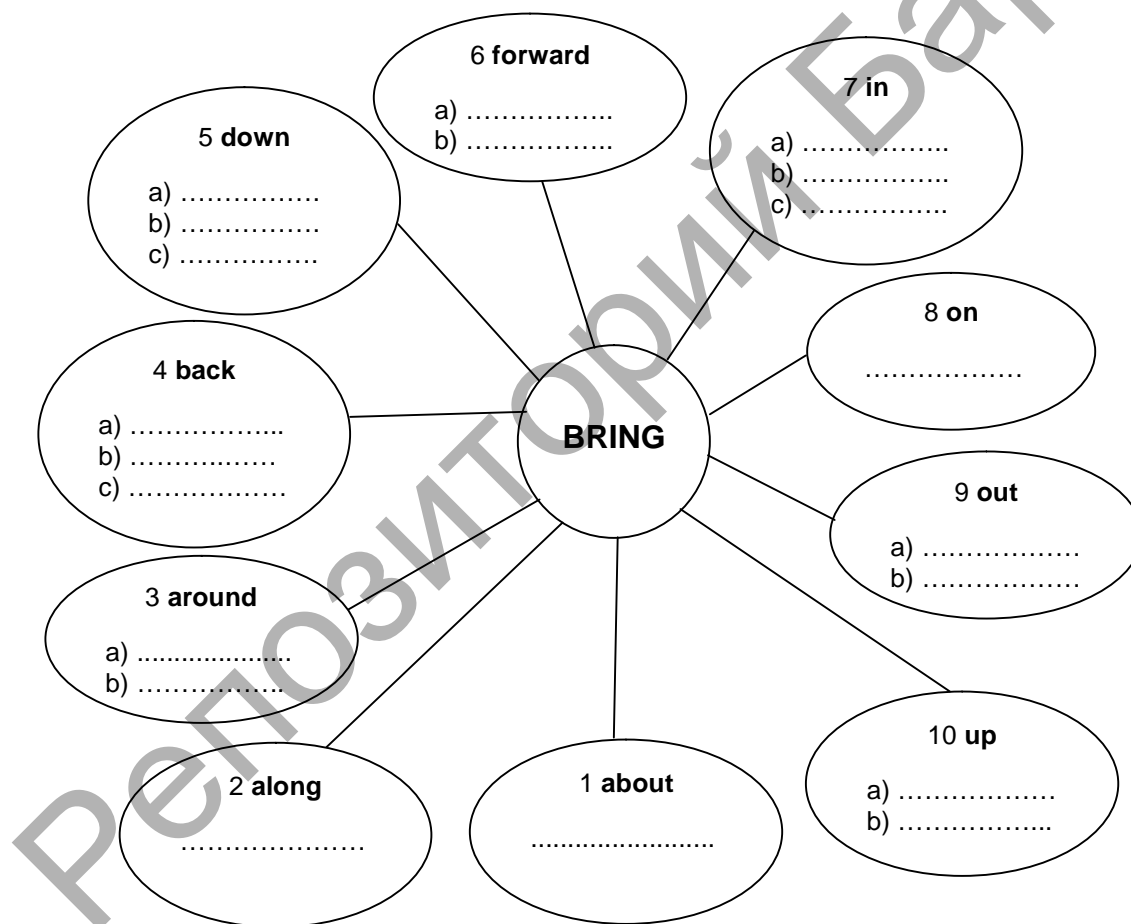 6 forward
a) ……………..
b) ……………..
7 in
a) ……………..
b) ……………..
c) ……………..
5 down
a) …………….
b) …………….
c) …………….
8 on
…………….
4 back
a) ……………...
b) …………….
c) ………………
BRING
9 out
a) ……………….
b) ……………….
3 around
a) .....................
b) ……………..
10 up
a) ………………
b) ……………...
2 along
…………………
1 about
.........................
Репозиторий Бар